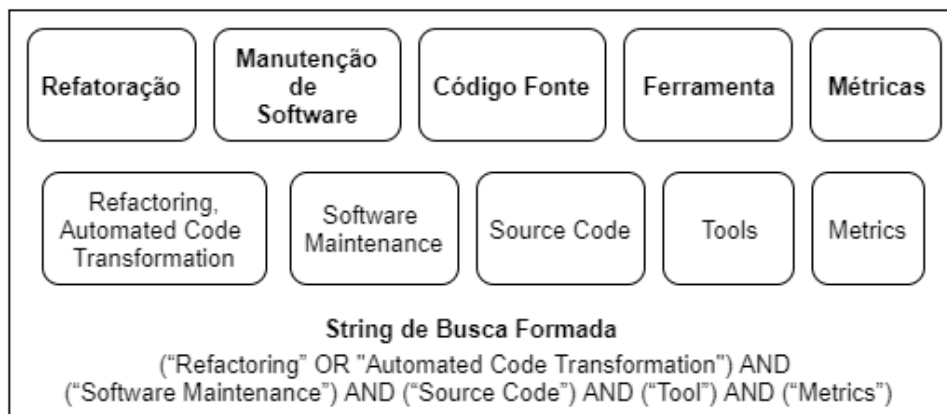 Refatoração
Manutenção
de
Software
Código Fonte
Ferramenta
Métricas
Refactoring,
Automated Code
Transformation
Software
Maintenance
Source Code
Tools
Metrics
String de Busca Formada
(“Refactoring” OR "Automated Code Transformation") AND
(“Software Maintenance”) AND (“Source Code”) AND (“Tool”) AND (“Metrics”)